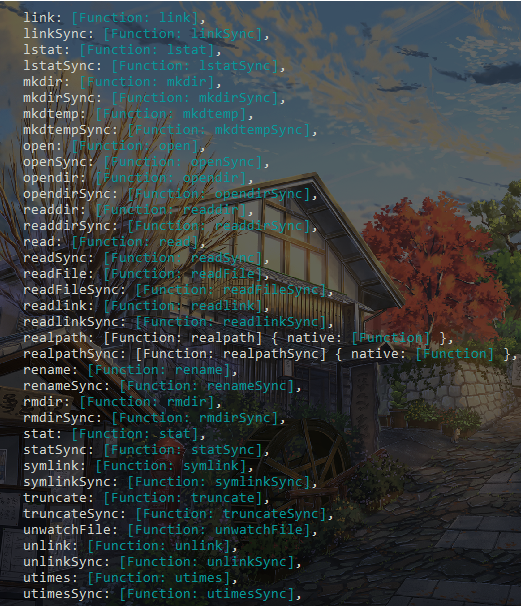 link: [Function: link],
linkSync: [Function: linkSync],
lstat: [Function: lstat],
lstatSync: [Function: lstatSync],
mkdir: [Function: mkdir],
mkdirSync: [Function: mkdirSync],
mkdtemp: [Function: mkdtemp],
mkdtempSync: [Function: mkdtempSync],
open: [Function: open],
openSync: [Function: openSync],
opendir: [Function: opendir],
opendirSync: [Function: opendirSync],
readdir: [Function: readdir],
readdirSync: [Function: readdirSync],
read: [Function: read],
readSync: [Function: readSync],
readFile: [Function: readFile],
readFileSync: [Function: readFileSync],
readlink: [Function: readlink],
readlinkSync: [Function: readlinkSync],
realpath: [Function: realpath] { native: [Function] },
realpathSync: [Function: realpathSync] { native: [Function] },
rename: [Function: rename],
renameSync: [Function: renameSync],
rmdir: [Function: rmdir],
rmdirSync: [Function: rmdirSync],
stat: [Function: stat],
statSync: [Function: statSync],
symlink: [Function: symlink],
symlinkSync: [Function: symlinkSync],
truncate: [Function: truncate],
truncateSync: [Function: truncateSync],
unwatchFile: [Function: unwatchFile],
unlink: [Function: unlink],
unlinkSync: [Function: unlinkSync],
utimes: [Function: utimes],
utimesSync: [Function: utimesSync],